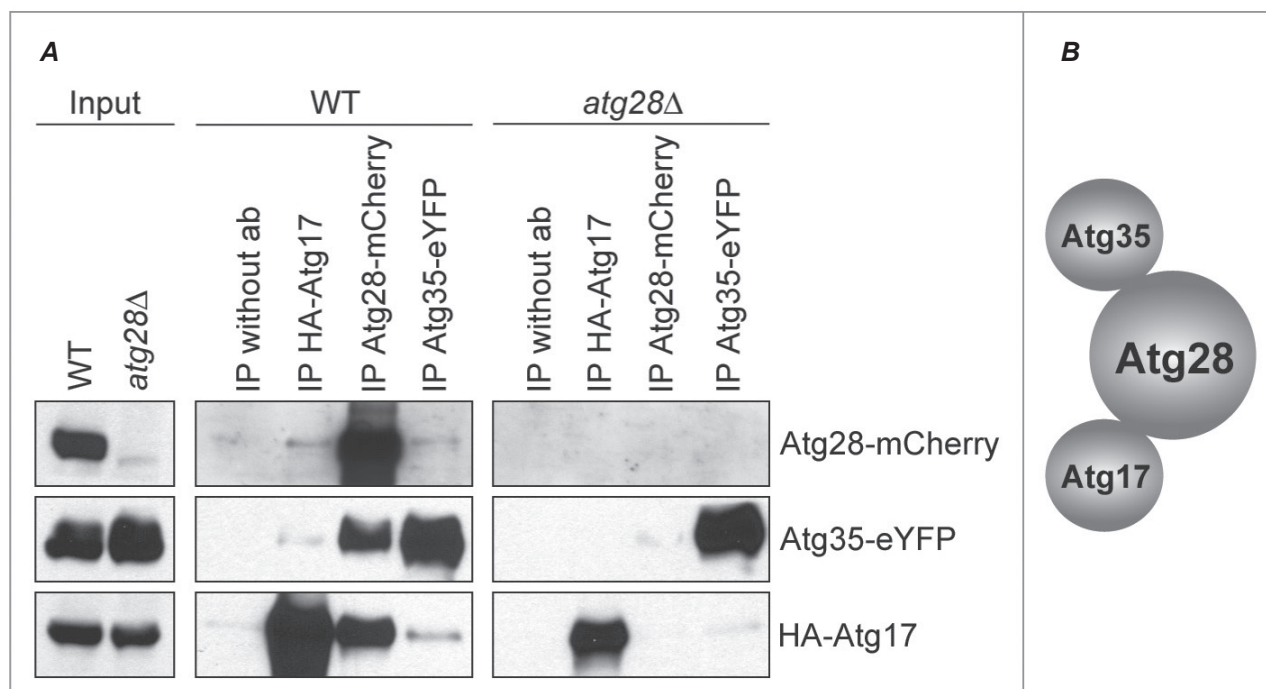 A
Input
WT
atg28Δ
WT
atg28Δ
IP without ab
IP HA-Atg17
IP Atg28-mCherry
IP Atg35-eYFP
IP without ab
IP HA-Atg17
IP Atg28-mCherry
IP Atg35-eYFP
Atg28-mCherry
Atg35-eYFP
HA-Atg17
B
Atg35
Atg28
Atg17